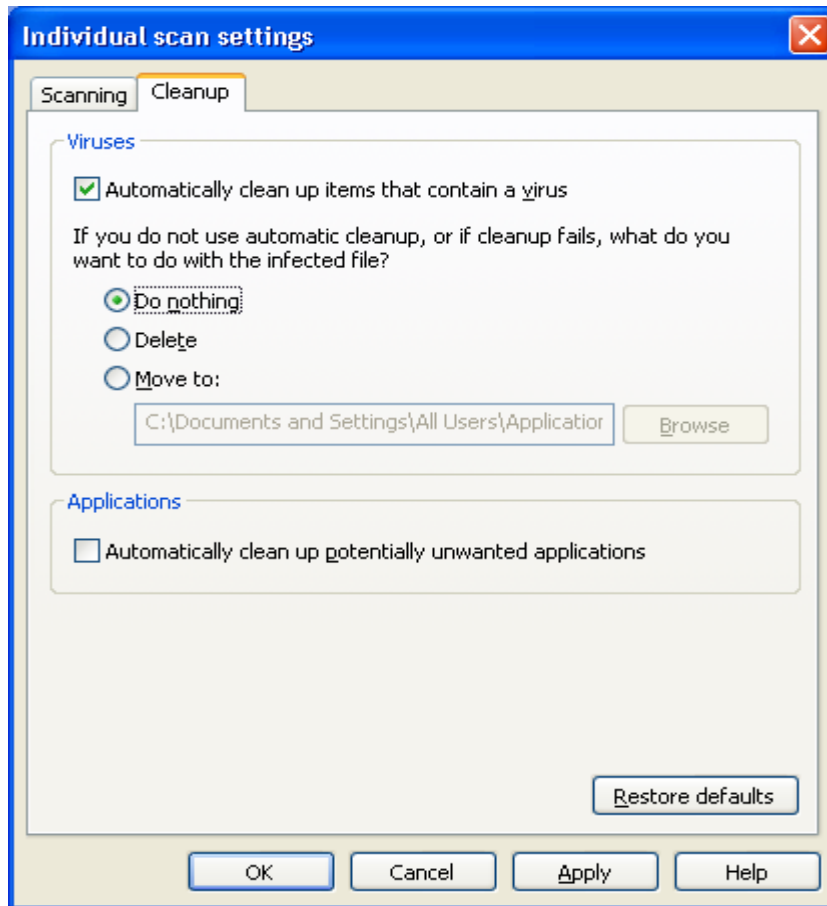 Individual scan settings
Scanning Cleanup
Viruses
Automatically clean up items that contain a virus
If you do not use automatic cleanup, or if cleanup fails, what do you
want to do with the infected file?
Do nothing
Delete
Move to:
C:\Documents and Settings\All Users\Application Browse
Applications
Automatically clean up potentially unwanted applications
Restore defaults
OK Cancel Apply Help